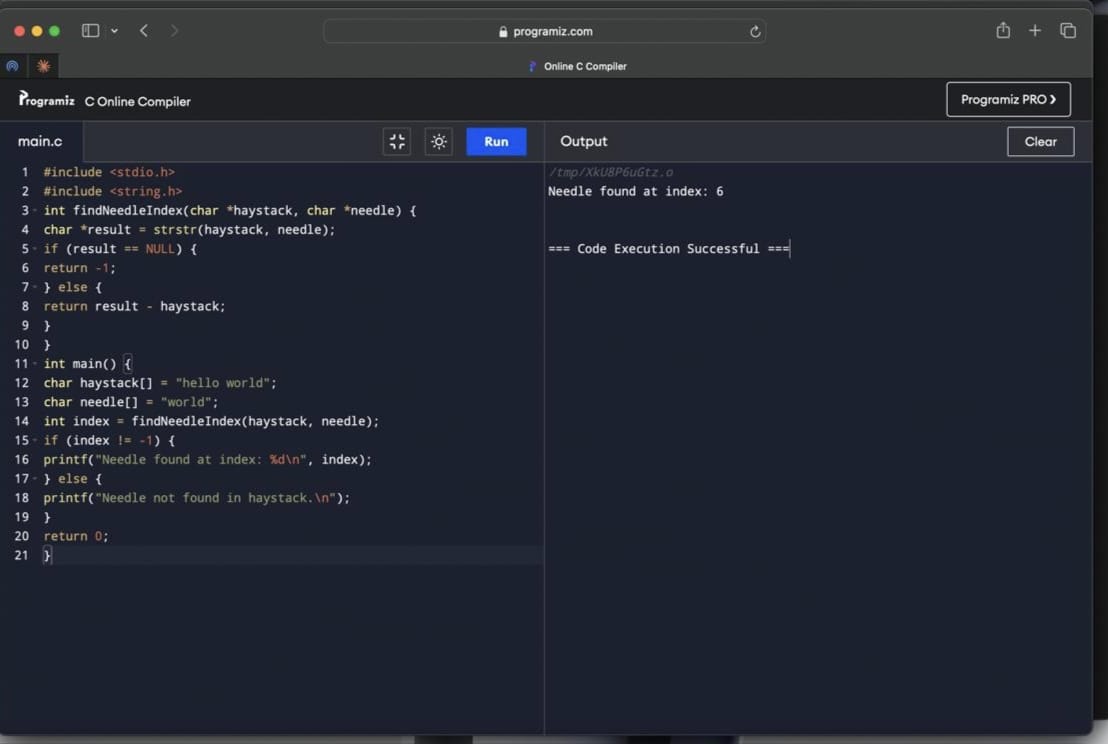 programiz.com
Online C Compiler
Programiz C Online Compiler
Programiz PRO ❯
main.c
Run
Output
Clear
1 #include <stdio.h>
2 #include <string.h>
3 int findNeedleIndex(char *haystack, char *needle) {
4 char *result = strstr(haystack, needle);
5 if (result == NULL) {
6 return -1;
7 } else {
8 return result - haystack;
9 }
10 }
11 int main() {
12 char haystack[] = "hello world";
13 char needle[] = "world";
14 int index = findNeedleIndex(haystack, needle);
15 if (index != -1) {
16 printf("Needle found at index: %d\n", index);
17 } else {
18 printf("Needle not found in haystack.\n");
19 }
20 return 0;
21 }
/tmp/XkU8P6uGtz.o
Needle found at index: 6
=== Code Execution Successful ===